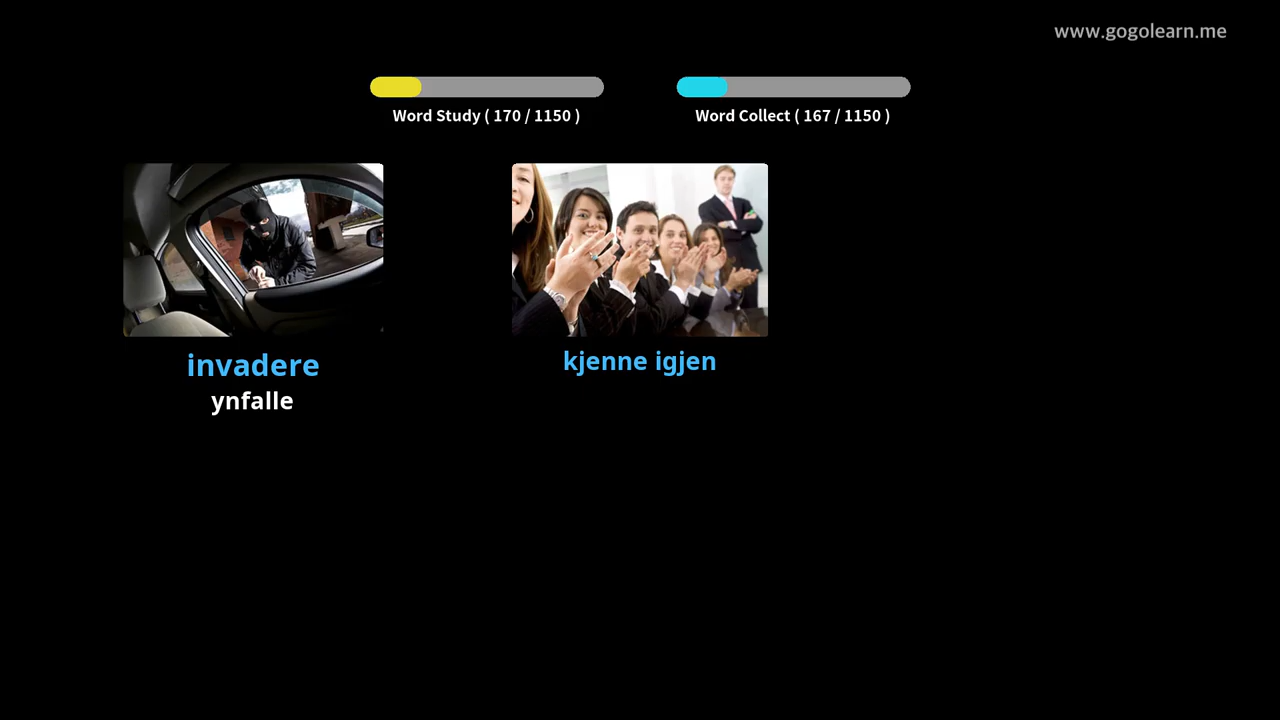 www.gogolearn.me
Word Study ( 170 / 1150 )
Word Collect ( 167 / 1150 )
invadere
ynfalle
kjenne igjen